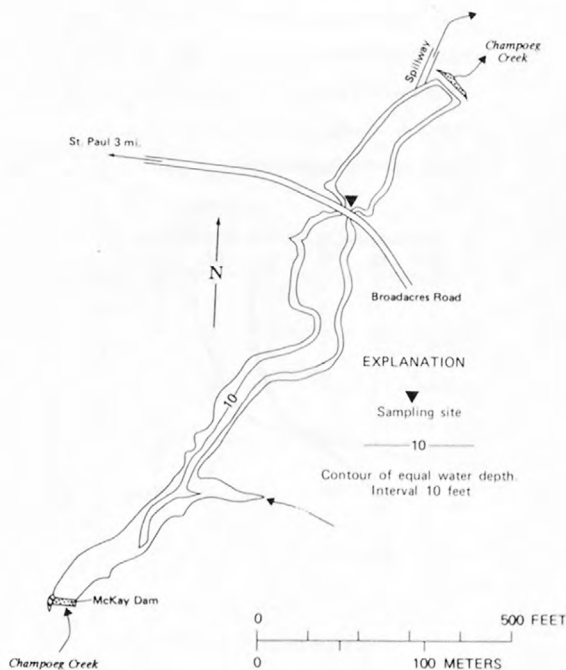 Champoeg
Creek
Spillway
St. Paul 3 mi.
N
Broadacres Road
EXPLANATION
Sampling site
10
10
Contour of equal water depth.
Interval 10 feet
McKay Dam
Champoeg Creek
0 500 FEET
0 100 METERS